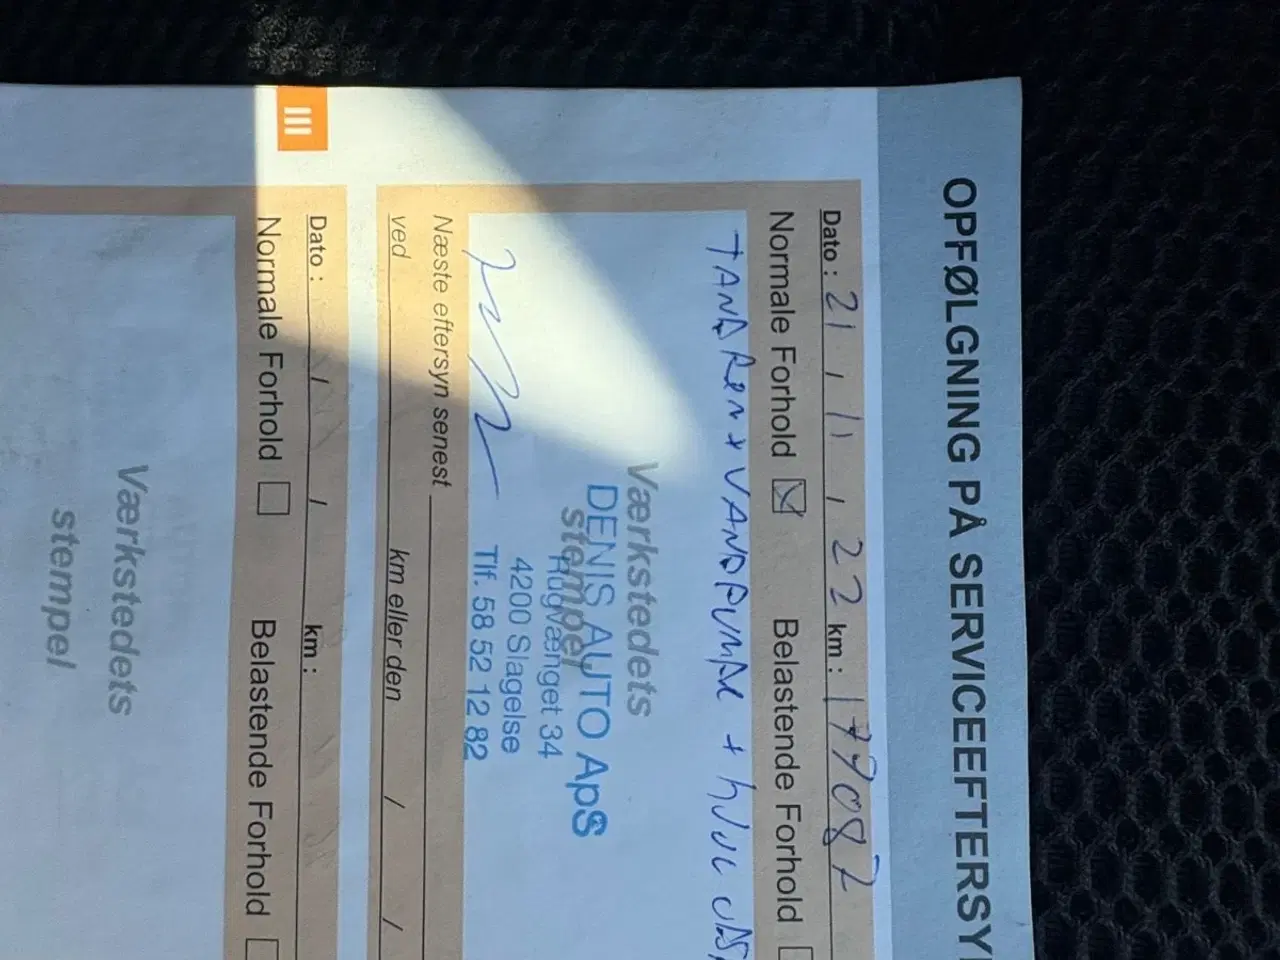 OPFØLGNING PÅ SERVICEEFTERSY
Dato : 21 / 11 / 22 km : 177087
Normale Forhold ☒ Belastende Forhold
TANDREM + VANDPUMPE +
Værkstedets
stempel
DENIS AUTO ApS
Rugvænget 34
4200 Slagelse
Tlf. 58 52 12 82
Næste eftersyn senest
ved km eller den / /
III
Dato : / / km :
Normale Forhold ☐ Belastende Forhold
Værkstedets
stempel